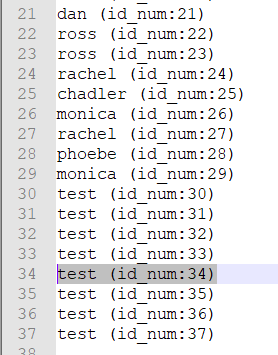 21 dan (id_num:21)
22 ross (id_num:22)
23 ross (id_num:23)
24 rachel (id_num:24)
25 chadler (id_num:25)
26 monica (id_num:26)
27 rachel (id_num:27)
28 phoebe (id_num:28)
29 monica (id_num:29)
30 test (id_num:30)
31 test (id_num:31)
32 test (id_num:32)
33 test (id_num:33)
34 test (id_num:34)
35 test (id_num:35)
36 test (id_num:36)
37 test (id_num:37)
38